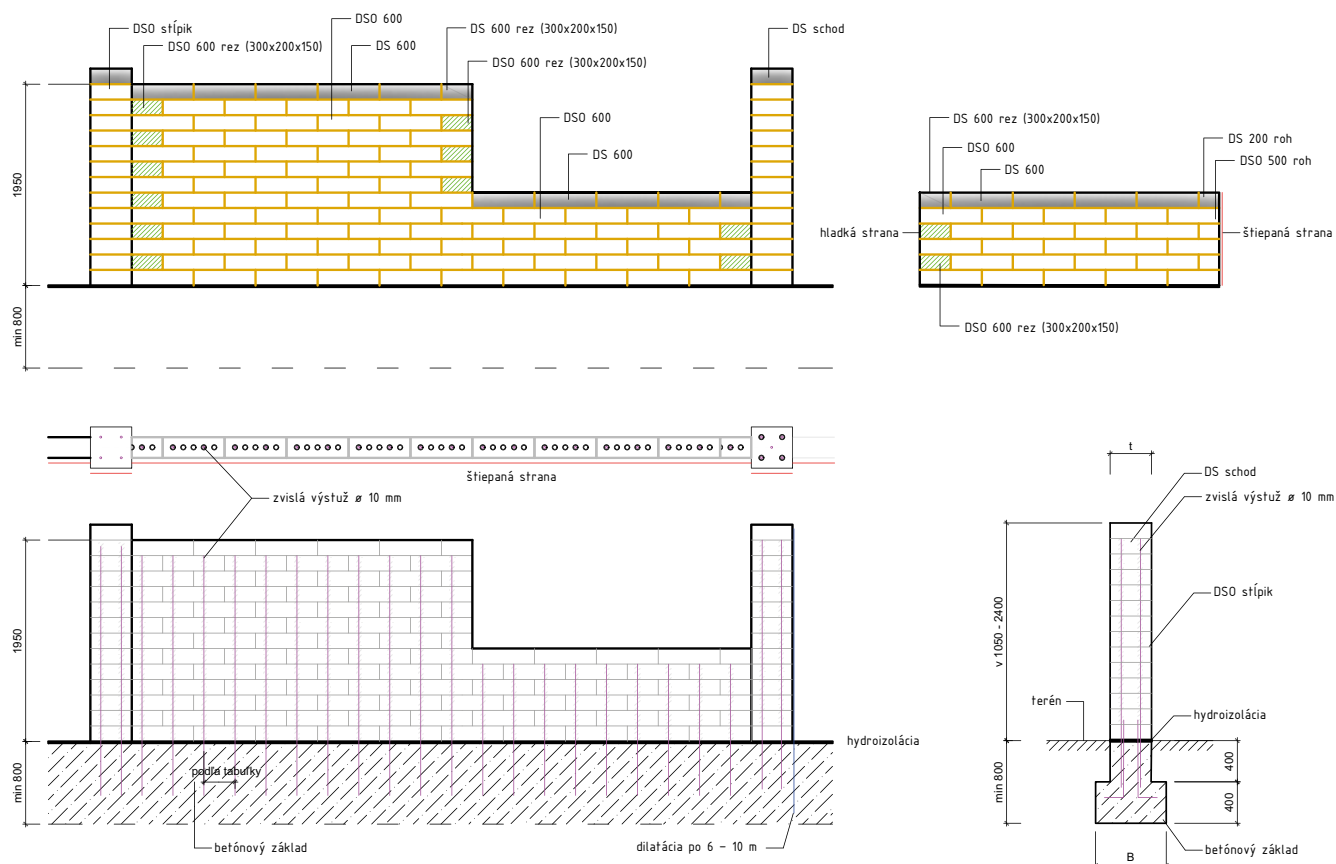 DSO stĺpik
DSO 600
DSO 600 rez (300x200x150)
DS 600
DS 600 rez (300x200x150)
DSO 600 rez (300x200x150)
DS schod
DSO 600
DS 600
1950
min 800
DS 600 rez (300x200x150)
DSO 600
DS 600
DS 200 roh
DSO 500 roh
hladká strana
štiepaná strana
DSO 600 rez (300x200x150)
štiepaná strana
zvislá výstuž ø 10 mm
1950
min 800
podľa tabuľky
hydroizolácia
betónový základ
dilatácia po 6 - 10 m
t
DS schod
zvislá výstuž ø 10 mm
DSO stĺpik
v 1050 - 2400
terén
hydroizolácia
min 800
400
400
B
betónový základ